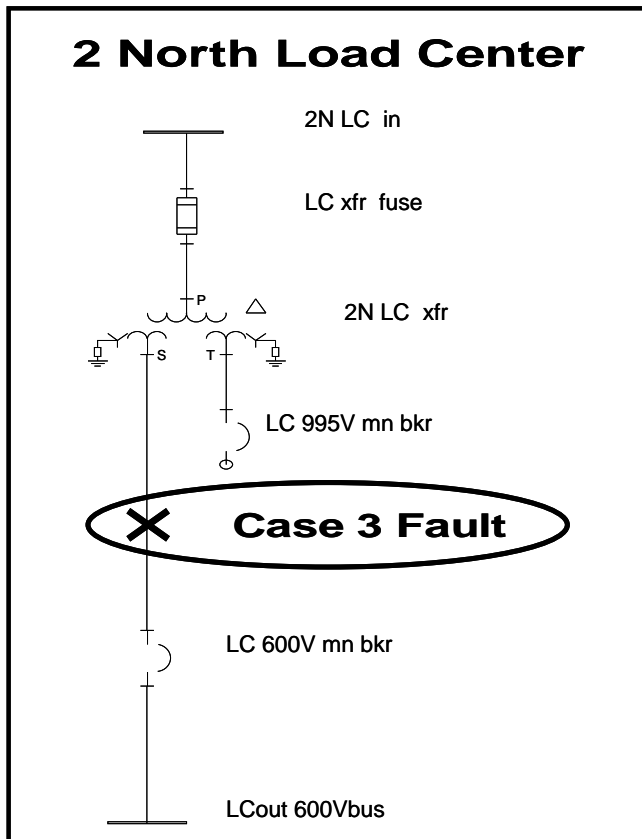 2 North Load Center
2N LC in
LC xfr fuse
P
2N LC xfr
S
T
LC 995V mn bkr
Case 3 Fault
LC 600V mn bkr
LCout 600Vbus